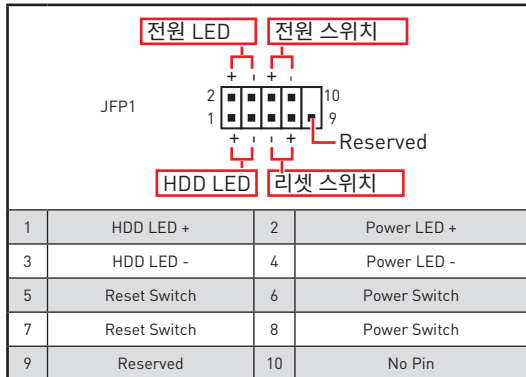 전원 LED 전원 스위치
+ - + -
JFP1
2 10
1 9
+ - - +
Reserved
HDD LED 리셋 스위치
1 HDD LED + 2 Power LED +
3 HDD LED - 4 Power LED -
5 Reset Switch 6 Power Switch
7 Reset Switch 8 Power Switch
9 Reserved 10 No Pin